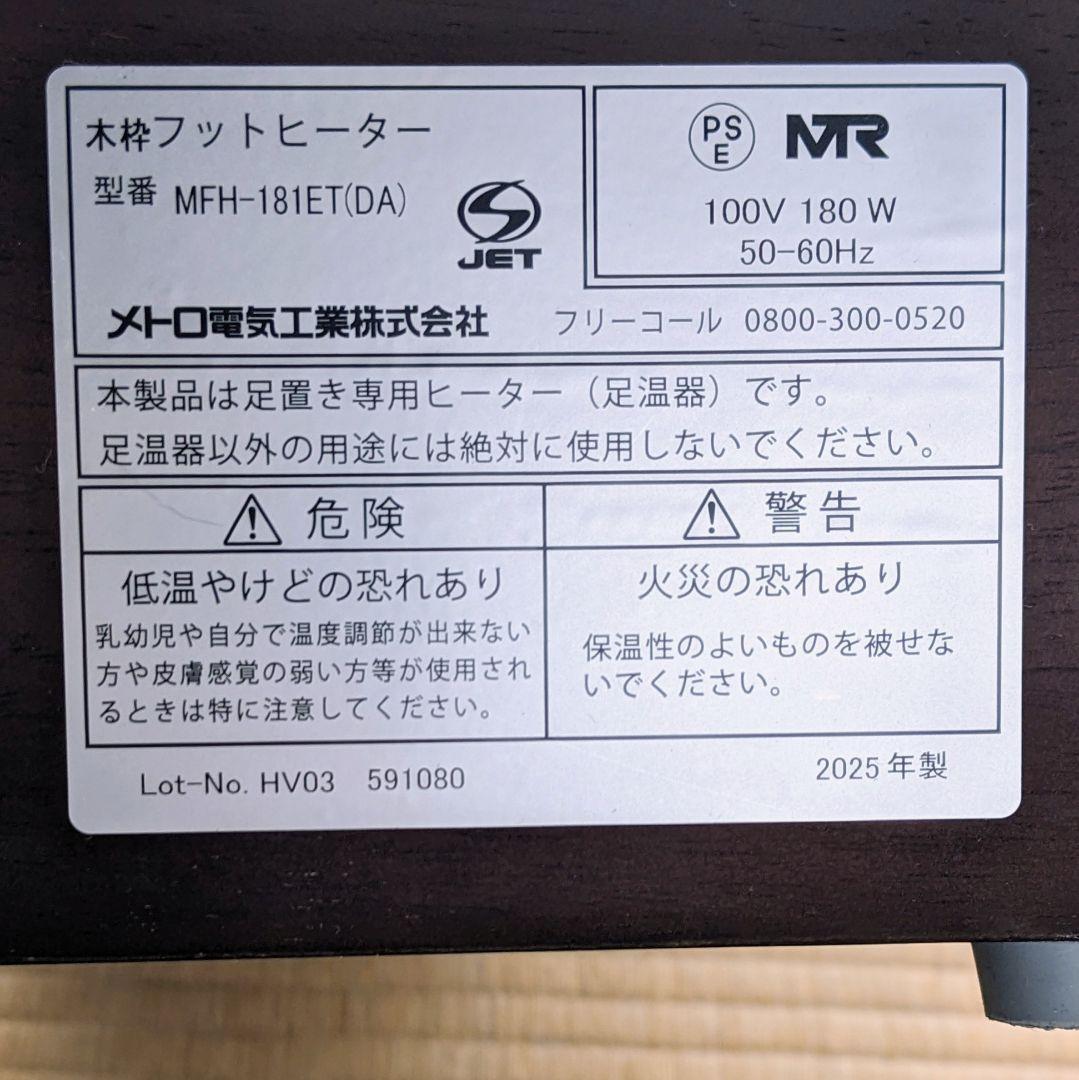 木枠フットヒーター
型番 MFH-181ET(DA)
JET
PS
E
MTR
100V 180 W
50-60Hz
メトロ電気工業株式会社 フリーコール 0800-300-0520
本製品は足置き専用ヒーター（足温器）です。
足温器以外の用途には絶対に使用しないでください。
危険
低温やけどの恐れあり
乳幼児や自分で温度調節が出来ない
方や皮膚感覚の弱い方等が使用され
るときは特に注意してください。
警告
火災の恐れあり
保温性のよいものを被せな
いでください。
Lot-No. HV03 591080
2025年製